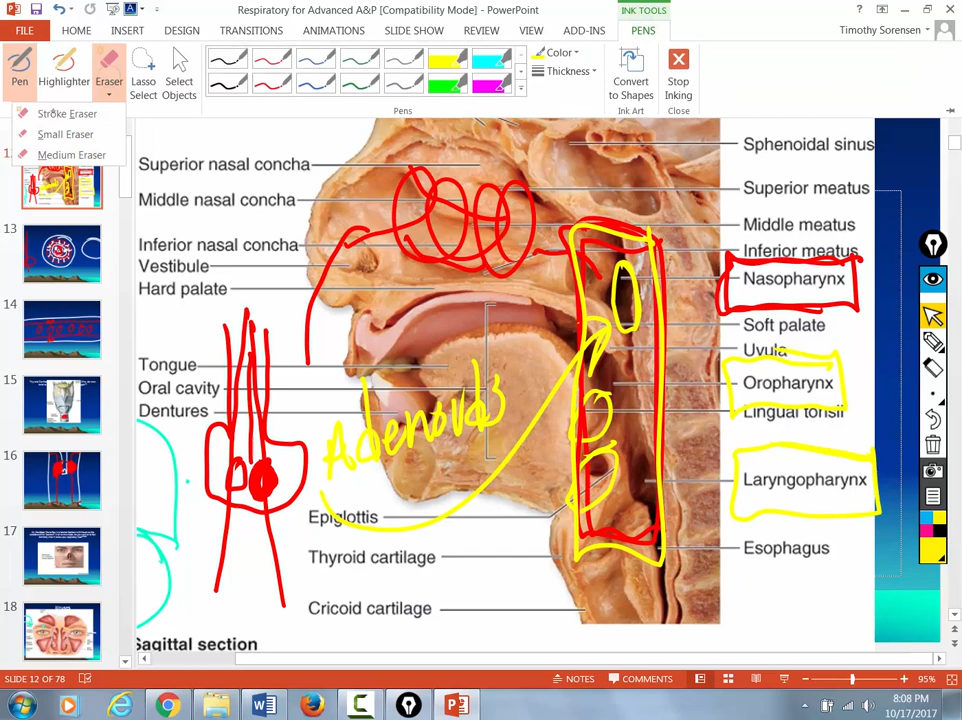 Respiratory for Advanced A&P [Compatibility Mode] - PowerPoint
INK TOOLS
FILE HOME INSERT DESIGN TRANSITIONS ANIMATIONS SLIDE SHOW REVIEW VIEW ADD-INS PENS
Timothy Sorensen
Pen Highlighter Eraser Lasso Select Select Objects
Color
Thickness
Convert to Shapes
Stop Inking
Pens
Ink Art
Close
Stroke Eraser
Small Eraser
Medium Eraser
13
14
15
16
17
18
Superior nasal concha
Middle nasal concha
Inferior nasal concha
Vestibule
Hard palate
Tongue
Oral cavity
Dentures
Adenoids
Epiglottis
Thyroid cartilage
Cricoid cartilage
Sagittal section
Sphenoidal sinus
Superior meatus
Middle meatus
Inferior meatus
Nasopharynx
Soft palate
Uvula
Oropharynx
Lingual tonsil
Laryngopharynx
Esophagus
SLIDE 12 OF 78
NOTES
COMMENTS
95%
8:08 PM
10/17/2017